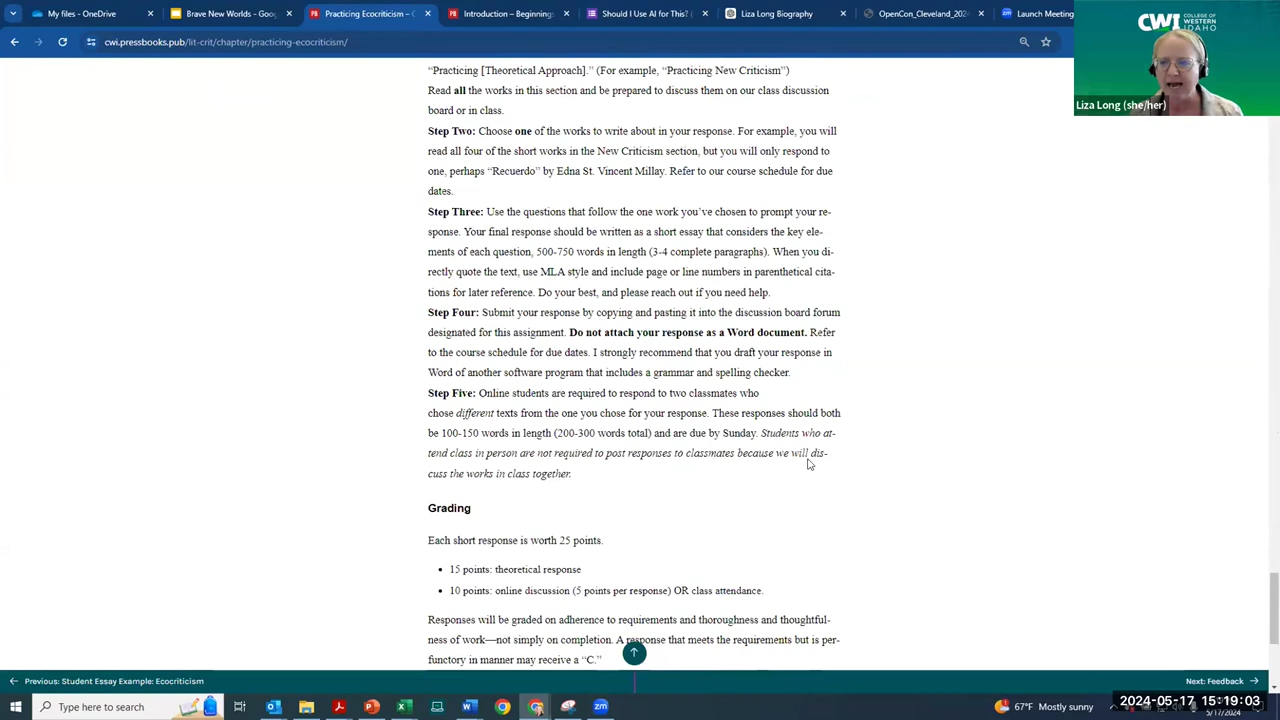 My files - OneDrive
Brave New Worlds - Goog
Practicing Ecocriticism – C
Introduction – Beginnings
Should I Use AI for This? (
Liza Long Biography
OpenCon_Cleveland_202
Launch Meeting
cwi.pressbooks.pub/lit-crit/chapter/practicing-ecocriticism/
CWI COLLEGE OF WESTERN IDAHO
Liza Long (she/her)
“Practicing [Theoretical Approach].” (For example, “Practicing New Criticism”)
Read all the works in this section and be prepared to discuss them on our class discussion
board or in class.
Step Two: Choose one of the works to write about in your response. For example, you will
read all four of the short works in the New Criticism section, but you will only respond to
one, perhaps “Recuerdo” by Edna St. Vincent Millay. Refer to our course schedule for due
dates.
Step Three: Use the questions that follow the one work you’ve chosen to prompt your re-
sponse. Your final response should be written as a short essay that considers the key ele-
ments of each question, 500-750 words in length (3-4 complete paragraphs). When you di-
rectly quote the text, use MLA style and include page or line numbers in parenthetical cita-
tions for later reference. Do your best, and please reach out if you need help.
Step Four: Submit your response by copying and pasting it into the discussion board forum
designated for this assignment. Do not attach your response as a Word document. Refer
to the course schedule for due dates. I strongly recommend that you draft your response in
Word of another software program that includes a grammar and spelling checker.
Step Five: Online students are required to respond to two classmates who
chose different texts from the one you chose for your response. These responses should both
be 100-150 words in length (200-300 words total) and are due by Sunday. Students who at-
tend class in person are not required to post responses to classmates because we will dis-
cuss the works in class together.
Grading
Each short response is worth 25 points.
• 15 points: theoretical response
• 10 points: online discussion (5 points per response) OR class attendance.
Responses will be graded on adherence to requirements and thoroughness and thoughtful-
ness of work—not simply on completion. A response that meets the requirements but is per-
functory in manner may receive a “C.”
Previous: Student Essay Example: Ecocriticism
Next: Feedback
Type here to search
67°F Mostly sunny
2024-05-17 15:19:03
5/17/2024